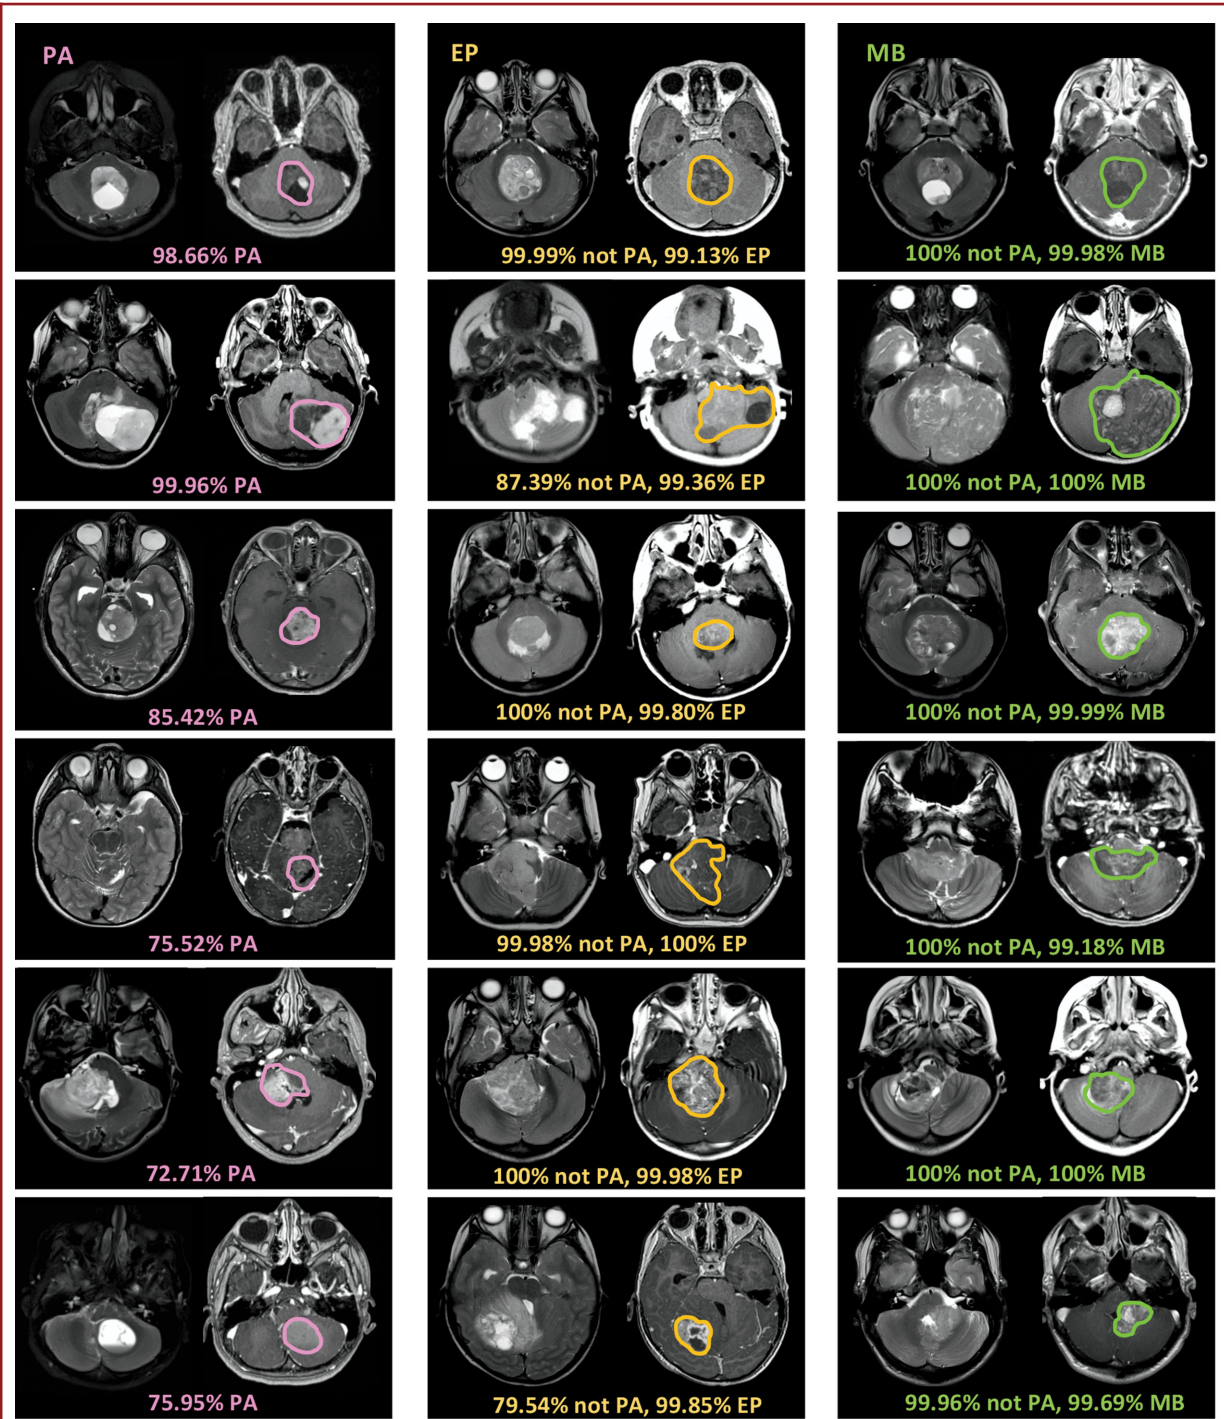 PA
EP
MB
98.66% PA
99.99% not PA, 99.13% EP
100% not PA, 99.98% MB
99.96% PA
87.39% not PA, 99.36% EP
100% not PA, 100% MB
85.42% PA
100% not PA, 99.80% EP
100% not PA, 99.99% MB
75.52% PA
99.98% not PA, 100% EP
100% not PA, 99.18% MB
72.71% PA
100% not PA, 99.98% EP
100% not PA, 100% MB
75.95% PA
79.54% not PA, 99.85% EP
99.96% not PA, 99.69% MB